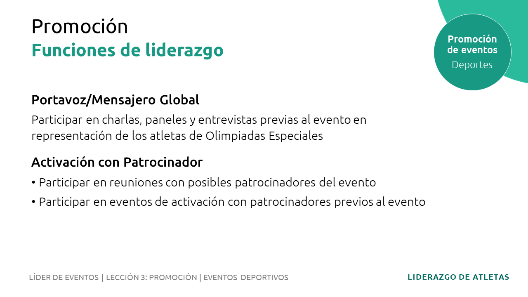 Promoción
Funciones de liderazgo
Promoción
de eventos
Deportes
Portavoz/Mensajero Global
Participar en charlas, paneles y entrevistas previas al evento en
representación de los atletas de Olimpiadas Especiales
Activación con Patrocinador
• Participar en reuniones con posibles patrocinadores del evento
• Participar en eventos de activación con patrocinadores previos al evento
LÍDER DE EVENTOS | LECCIÓN 3: PROMOCIÓN | EVENTOS DEPORTIVOS
LIDERAZGO DE ATLETAS